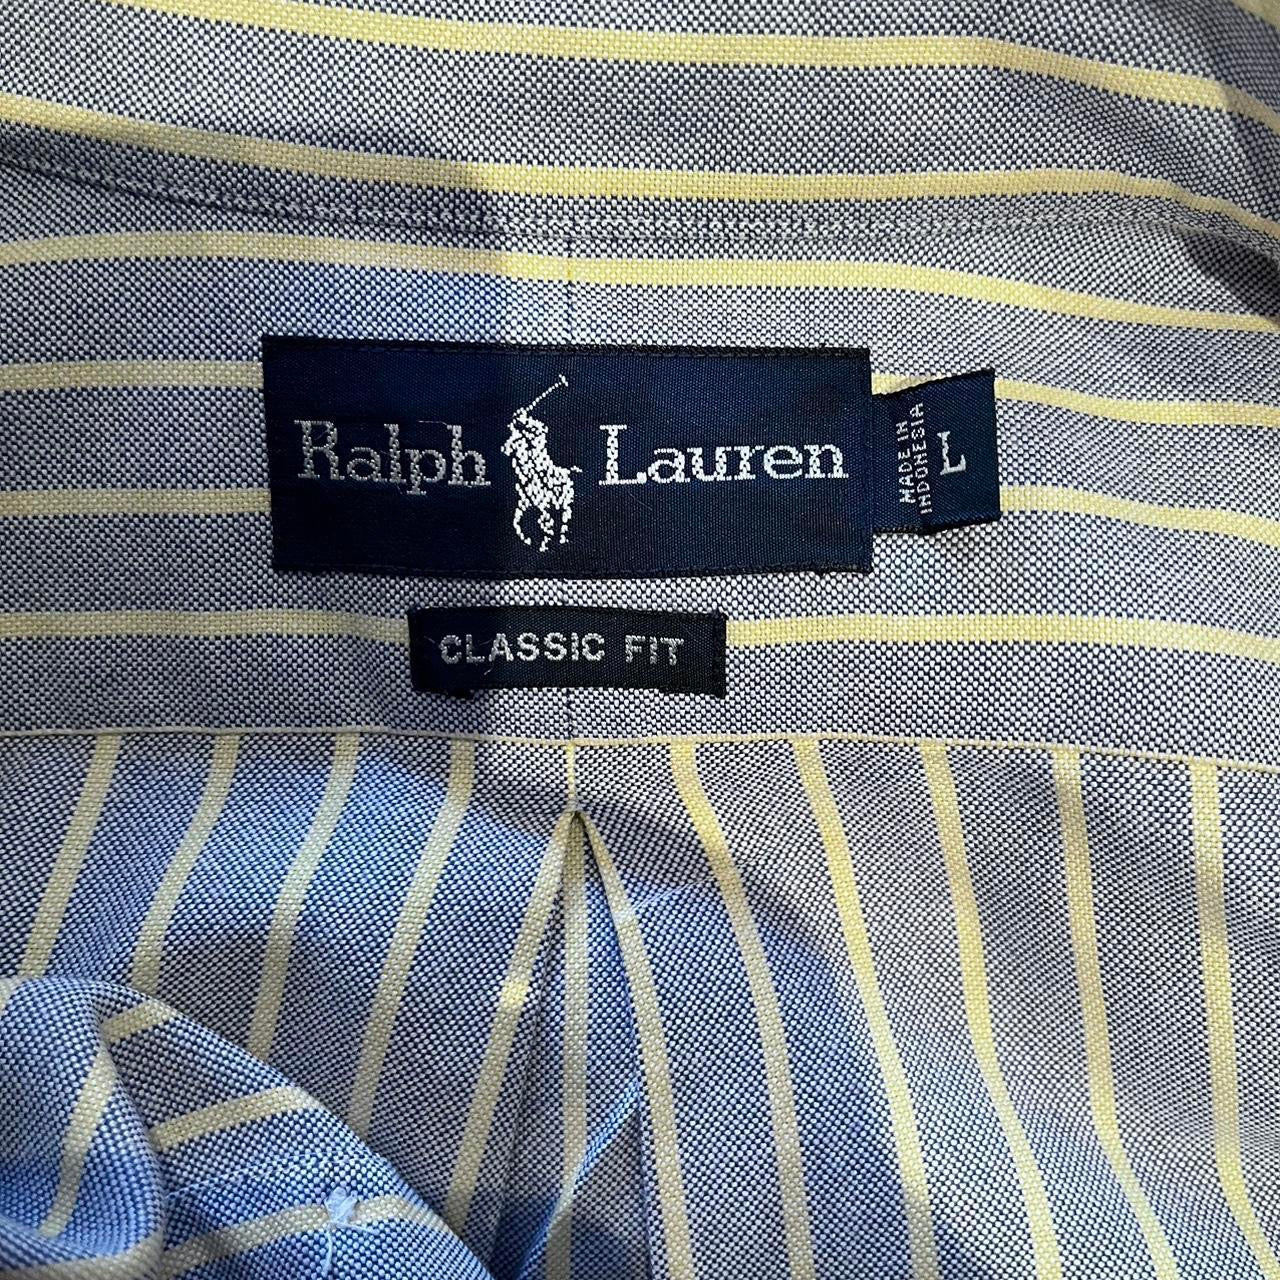 Ralph Lauren
MADE IN
INDONESIA
L
CLASSIC FIT